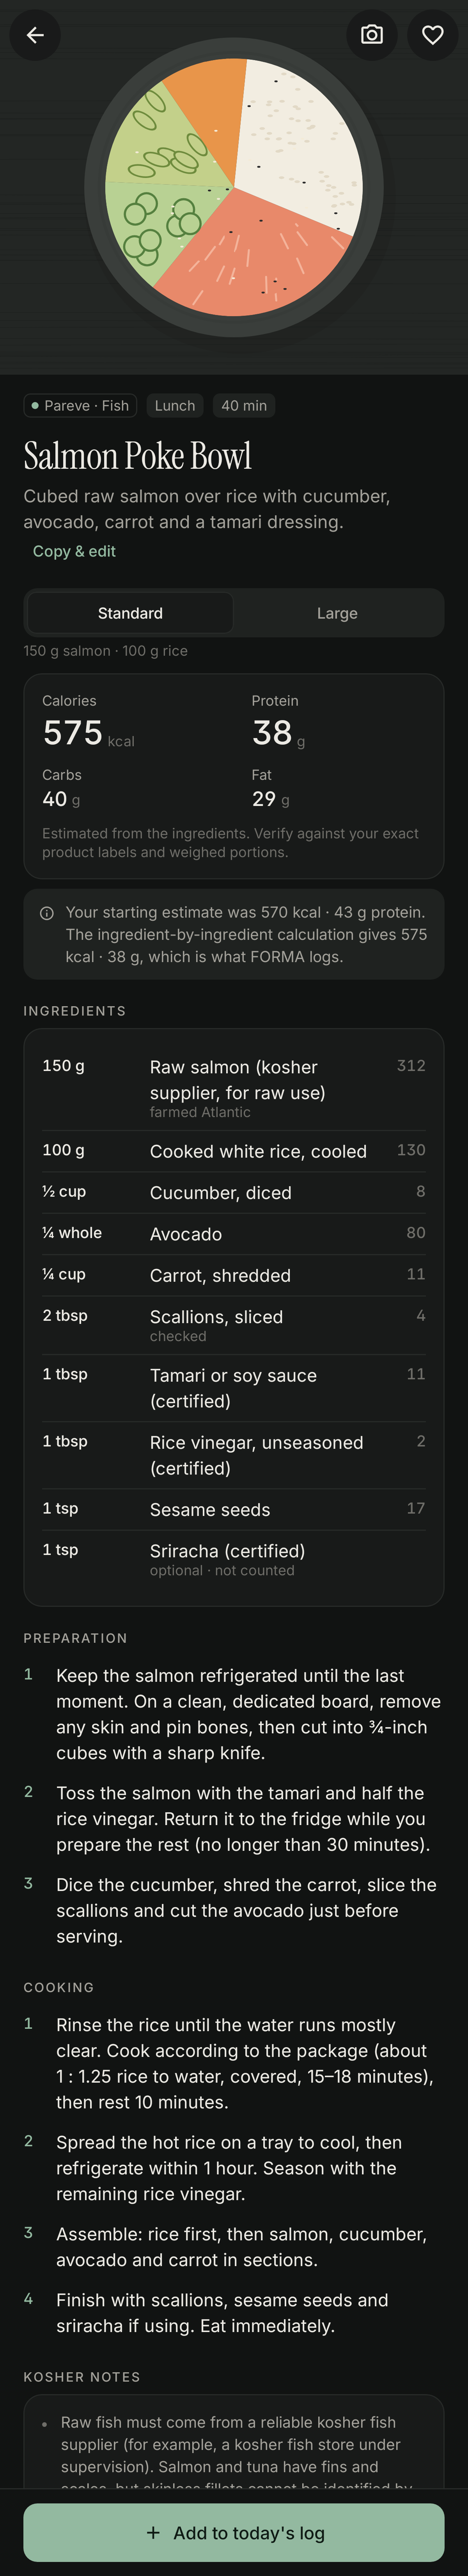 Pareve · Fish
Lunch
40 min
Salmon Poke Bowl
Cubed raw salmon over rice with cucumber,
avocado, carrot and a tamari dressing.
Copy & edit
Standard
Large
150 g salmon · 100 g rice
Calories
Protein
575 kcal
38 g
Carbs
Fat
40 g
29 g
Estimated from the ingredients. Verify against your exact
product labels and weighed portions.
Your starting estimate was 570 kcal · 43 g protein.
The ingredient-by-ingredient calculation gives 575
kcal · 38 g, which is what FORMA logs.
INGREDIENTS
150 g Raw salmon (kosher 312
supplier, for raw use)
farmed Atlantic
100 g Cooked white rice, cooled 130
½ cup Cucumber, diced 8
¼ whole Avocado 80
¼ cup Carrot, shredded 11
2 tbsp Scallions, sliced 4
checked
1 tbsp Tamari or soy sauce 11
(certified)
1 tbsp Rice vinegar, unseasoned 2
(certified)
1 tsp Sesame seeds 17
1 tsp Sriracha (certified)
optional · not counted
PREPARATION
1 Keep the salmon refrigerated until the last
moment. On a clean, dedicated board, remove
any skin and pin bones, then cut into ¾-inch
cubes with a sharp knife.
2 Toss the salmon with the tamari and half the
rice vinegar. Return it to the fridge while you
prepare the rest (no longer than 30 minutes).
3 Dice the cucumber, shred the carrot, slice the
scallions and cut the avocado just before
serving.
COOKING
1 Rinse the rice until the water runs mostly
clear. Cook according to the package (about
1 : 1.25 rice to water, covered, 15–18 minutes),
then rest 10 minutes.
2 Spread the hot rice on a tray to cool, then
refrigerate within 1 hour. Season with the
remaining rice vinegar.
3 Assemble: rice first, then salmon, cucumber,
avocado and carrot in sections.
4 Finish with scallions, sesame seeds and
sriracha if using. Eat immediately.
KOSHER NOTES
• Raw fish must come from a reliable kosher fish
supplier (for example, a kosher fish store under
supervision). Salmon and tuna have fins and
scales, but skinless fillets cannot be identified by
+ Add to today's log